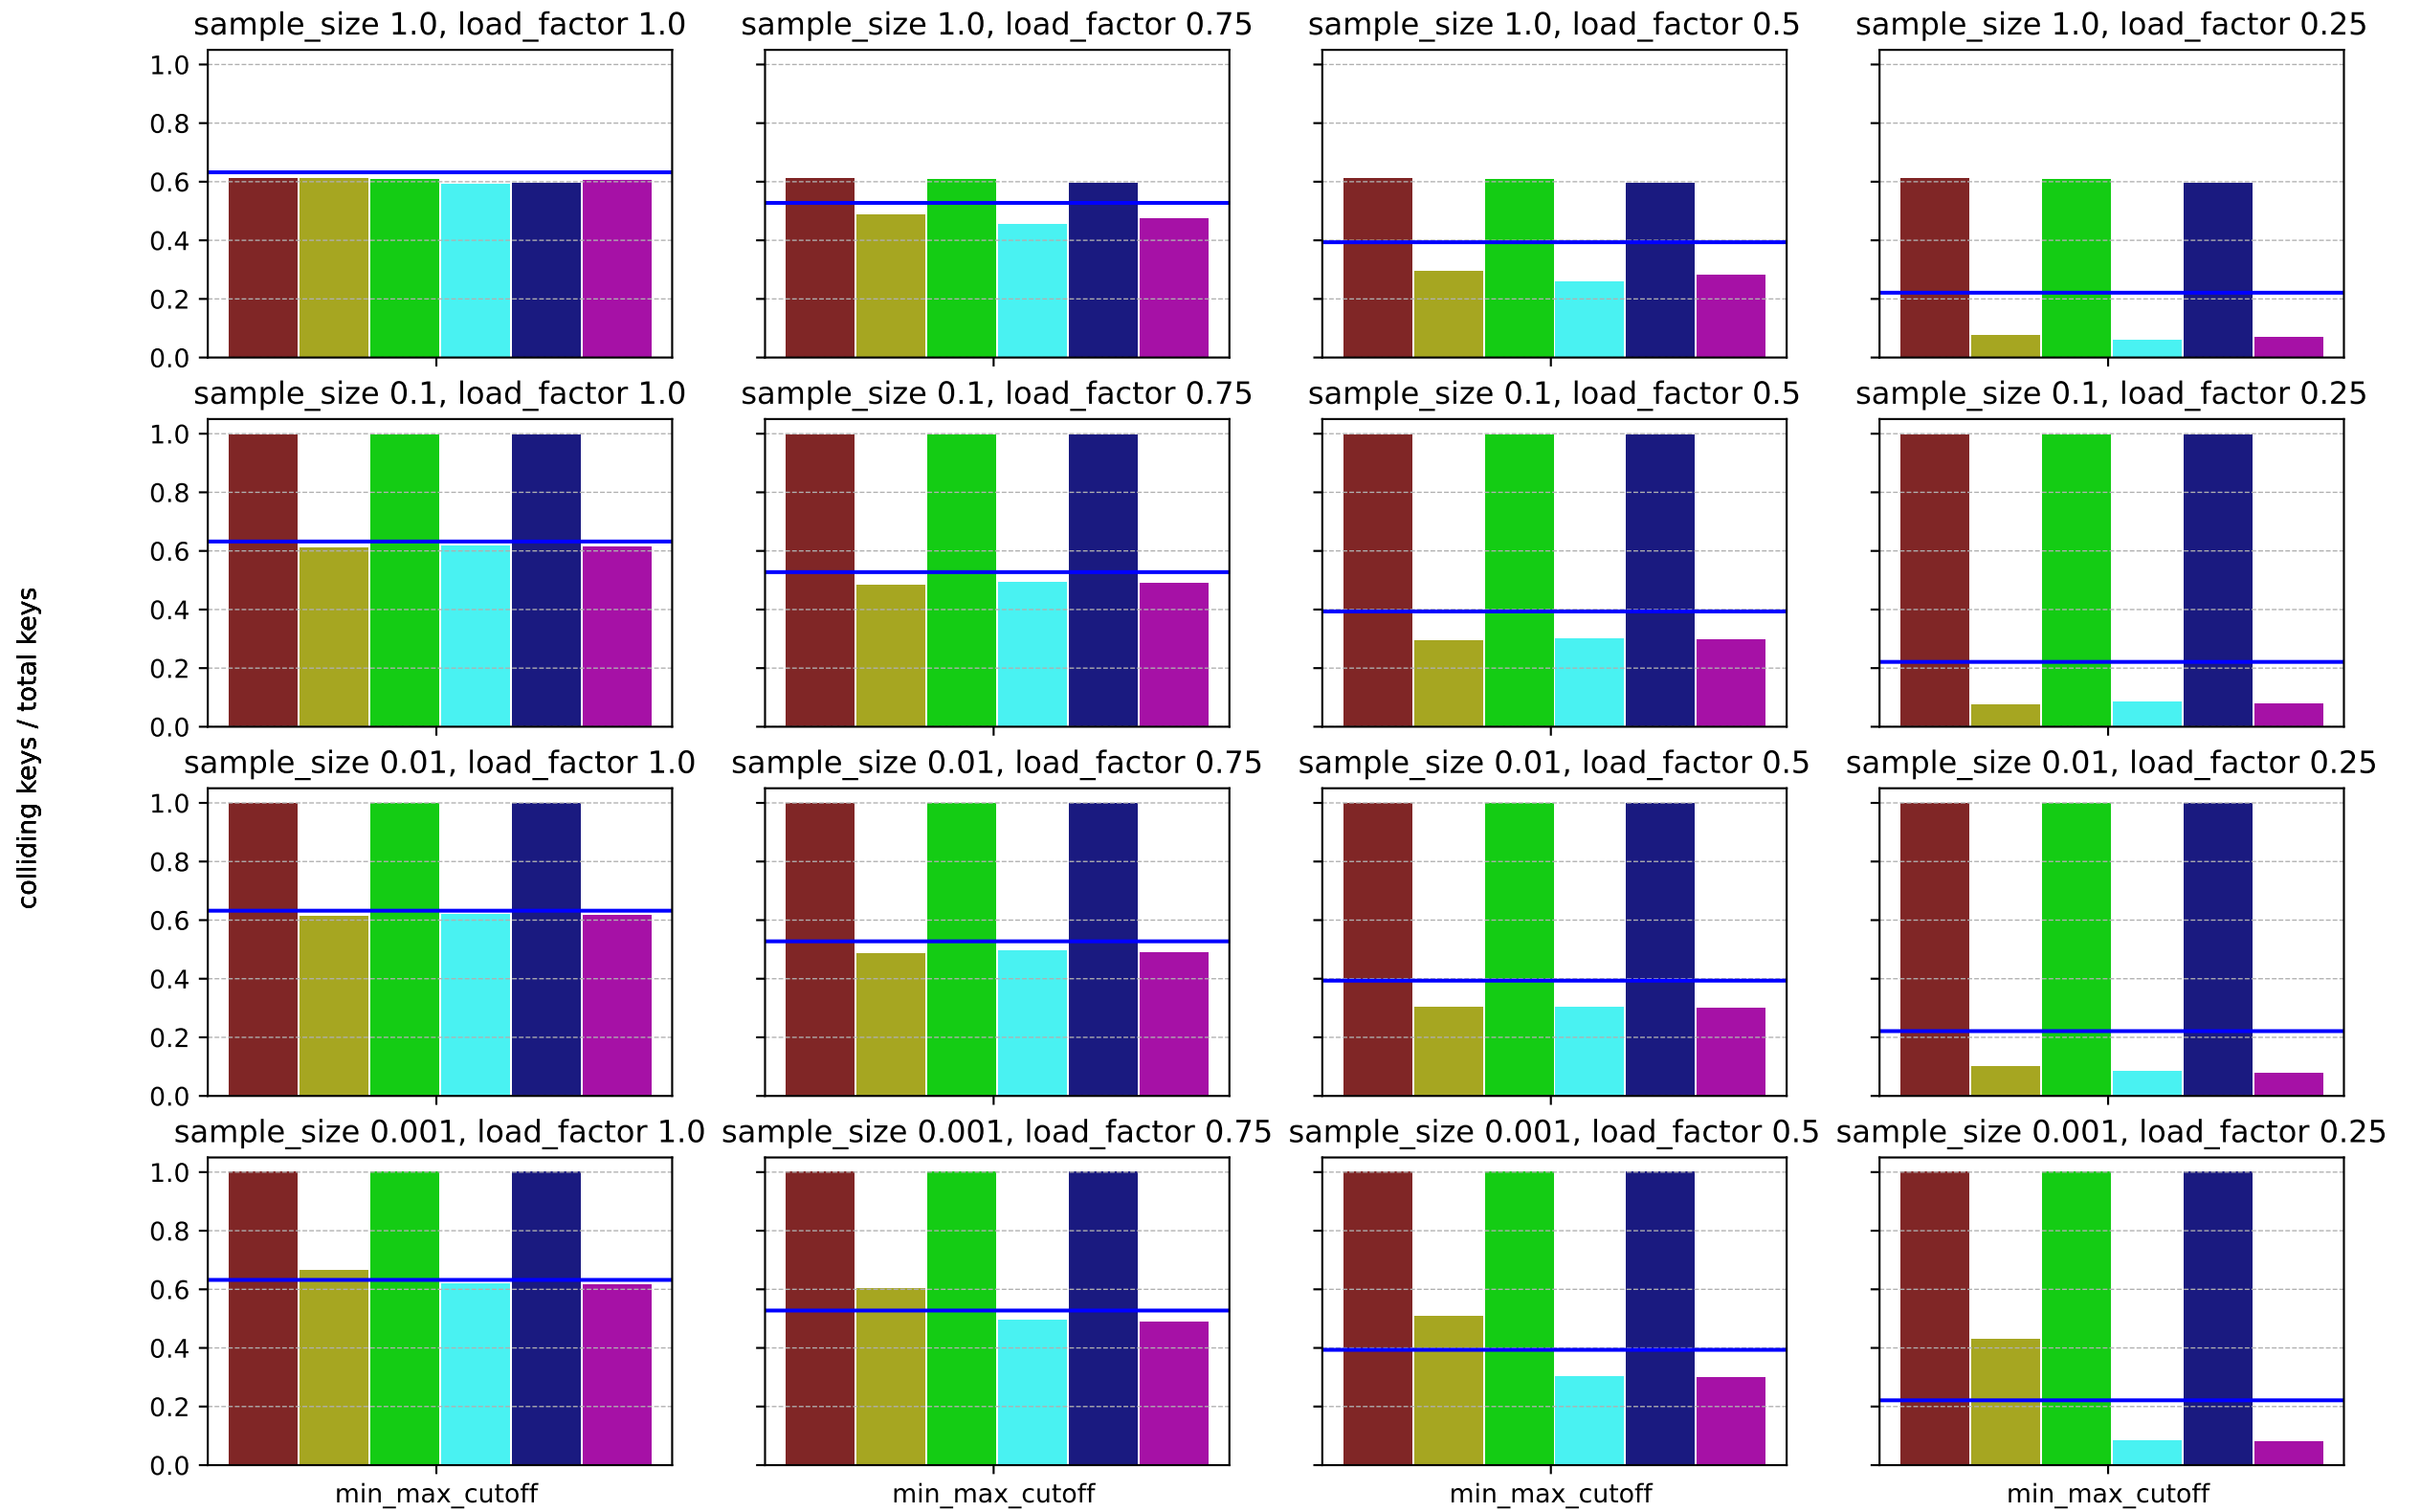 sample_size 1.0, load_factor 1.0
sample_size 1.0, load_factor 0.75
sample_size 1.0, load_factor 0.5
sample_size 1.0, load_factor 0.25
1.0
0.8
0.6
0.4
0.2
0.0
sample_size 0.1, load_factor 1.0
sample_size 0.1, load_factor 0.75
sample_size 0.1, load_factor 0.5
sample_size 0.1, load_factor 0.25
1.0
0.8
0.6
0.4
0.2
0.0
colliding keys / total keys
sample_size 0.01, load_factor 1.0
sample_size 0.01, load_factor 0.75
sample_size 0.01, load_factor 0.5
sample_size 0.01, load_factor 0.25
1.0
0.8
0.6
0.4
0.2
0.0
sample_size 0.001, load_factor 1.0
sample_size 0.001, load_factor 0.75
sample_size 0.001, load_factor 0.5
sample_size 0.001, load_factor 0.25
1.0
0.8
0.6
0.4
0.2
0.0
min_max_cutoff
min_max_cutoff
min_max_cutoff
min_max_cutoff